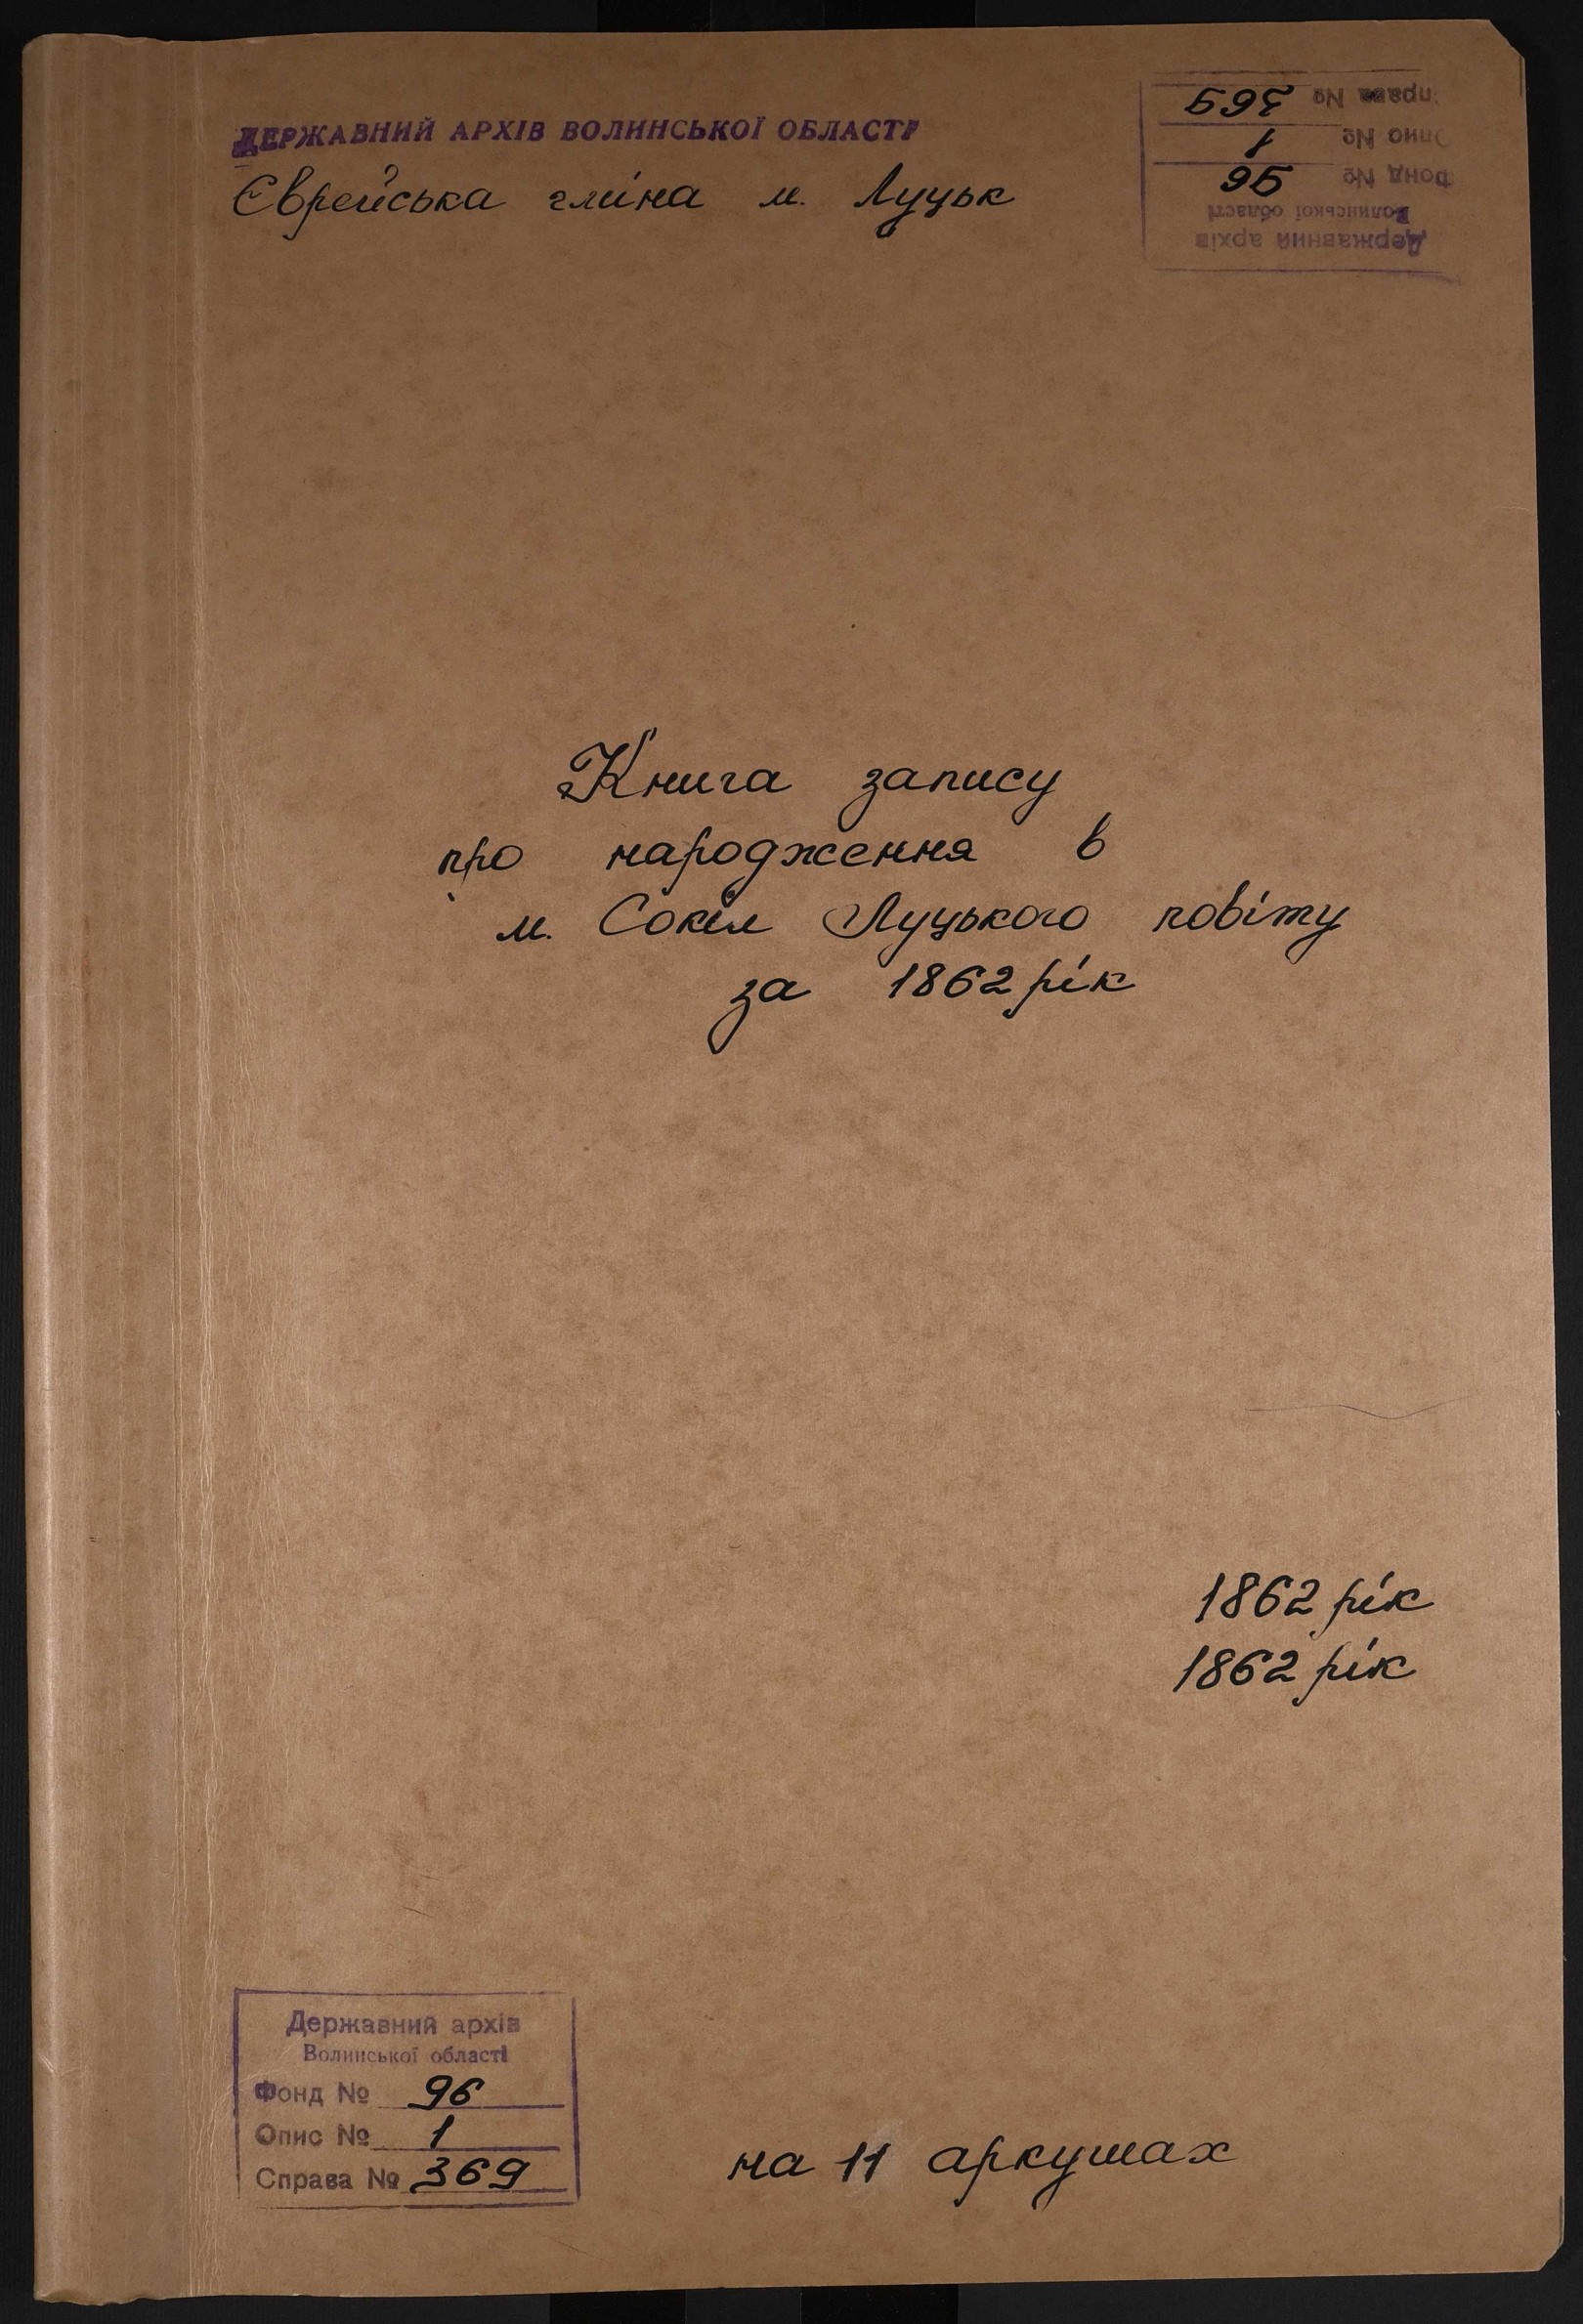 ДЕРЖАВНИЙ АРХІВ ВОЛИНСЬКОЇ ОБЛАСТІ
Єврейська гміна м. Луцьк
Справа № 369
Опис № 1
Фонд № 96
Волинської області
Державний архів
Книга запису
про народження в
м. Сокіл Луцького повіту
за 1862 рік
1862 рік
1862 рік
Державний архів
Волинської області
Фонд № 96
Опис № 1
Справа № 369
на 11 аркушах